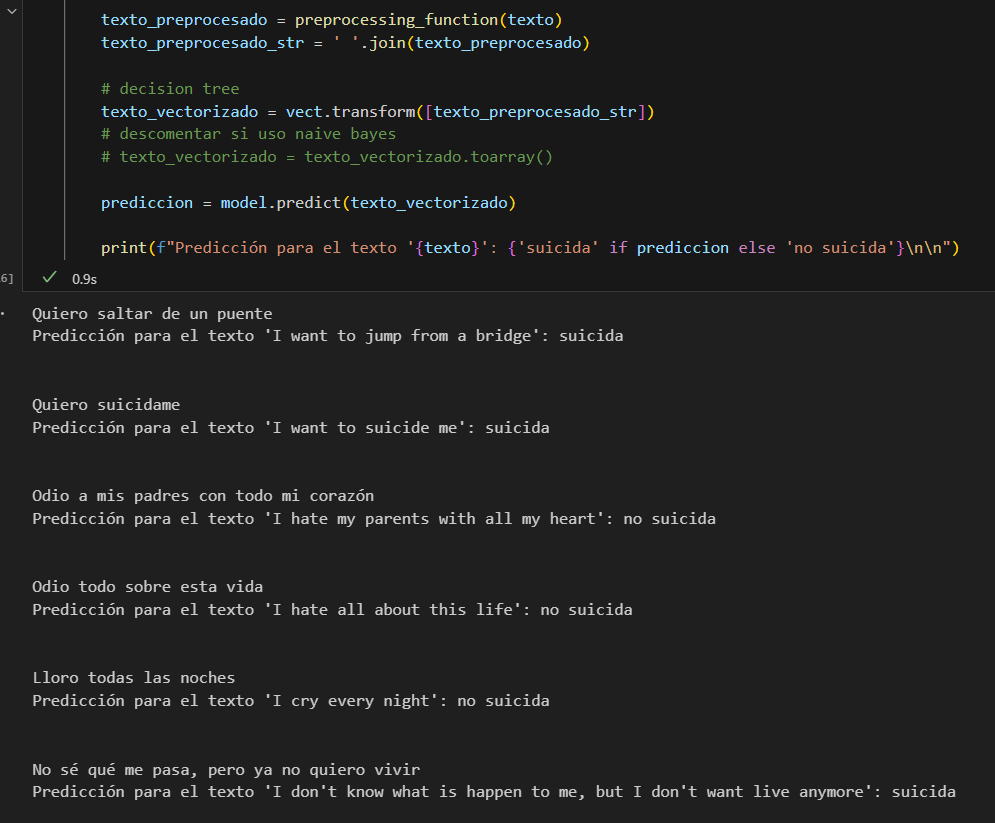 texto_preprocesado = preprocessing_function(texto)
texto_preprocesado_str = ' '.join(texto_preprocesado)
# decision tree
texto_vectorizado = vect.transform([texto_preprocesado_str])
# descomentar si uso naive bayes
# texto_vectorizado = texto_vectorizado.toarray()
prediccion = model.predict(texto_vectorizado)
print(f"Predicción para el texto '{texto}': {'suicida' if prediccion else 'no suicida'}\n\n")
6] ✓ 0.9s
Quiero saltar de un puente
Predicción para el texto 'I want to jump from a bridge': suicida
Quiero suicidame
Predicción para el texto 'I want to suicide me': suicida
Odio a mis padres con todo mi corazón
Predicción para el texto 'I hate my parents with all my heart': no suicida
Odio todo sobre esta vida
Predicción para el texto 'I hate all about this life': no suicida
Lloro todas las noches
Predicción para el texto 'I cry every night': no suicida
No sé qué me pasa, pero ya no quiero vivir
Predicción para el texto 'I don't know what is happen to me, but I don't want live anymore': suicida